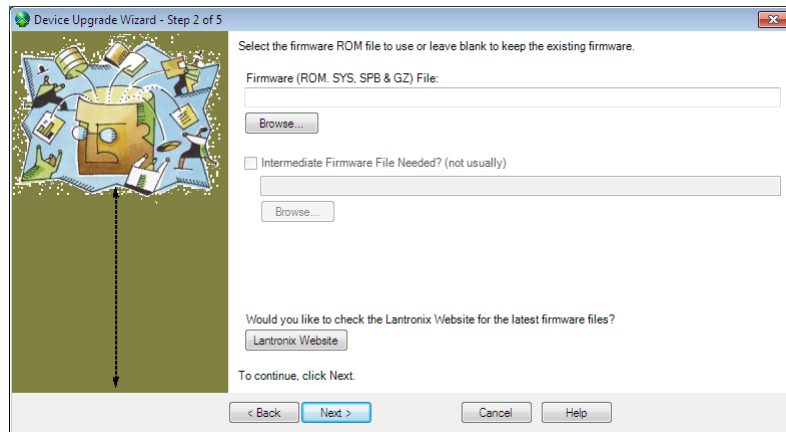 Device Upgrade Wizard - Step 2 of 5
Select the firmware ROM file to use or leave blank to keep the existing firmware.
Firmware (ROM. SYS, SPB & GZ) File:
Browse...
Intermediate Firmware File Needed? (not usually)
Browse...
Would you like to check the Lantronix Website for the latest firmware files?
Lantronix Website
To continue, click Next.
< Back Next > Cancel Help